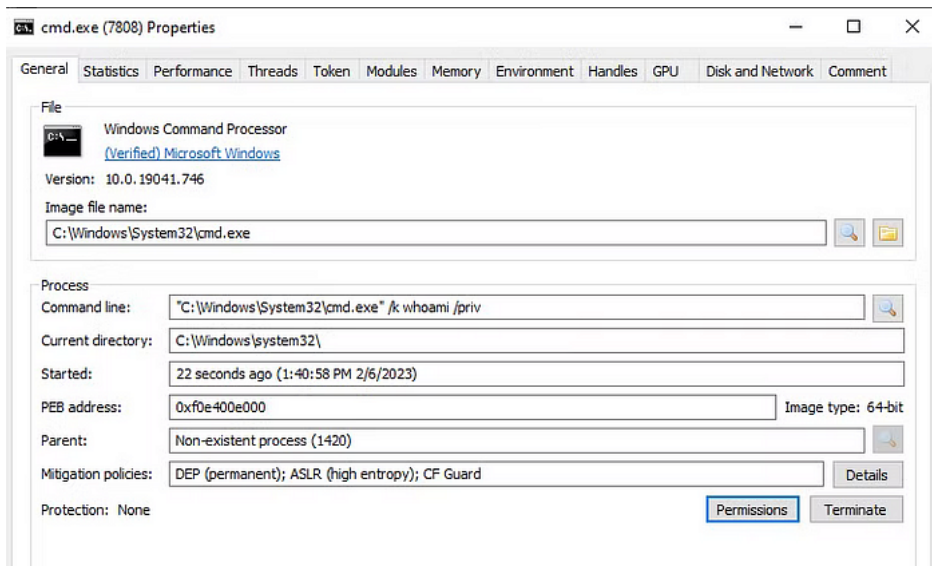 cmd.exe (7808) Properties
General Statistics Performance Threads Token Modules Memory Environment Handles GPU Disk and Network Comment
File
Windows Command Processor
(Verified) Microsoft Windows
Version: 10.0.19041.746
Image file name:
C:\Windows\System32\cmd.exe
Process
Command line: "C:\Windows\System32\cmd.exe" /k whoami /priv
Current directory: C:\Windows\system32\
Started: 22 seconds ago (1:40:58 PM 2/6/2023)
PEB address: 0xf0e400e000 Image type: 64-bit
Parent: Non-existent process (1420)
Mitigation policies: DEP (permanent); ASLR (high entropy); CF Guard Details
Protection: None Permissions Terminate